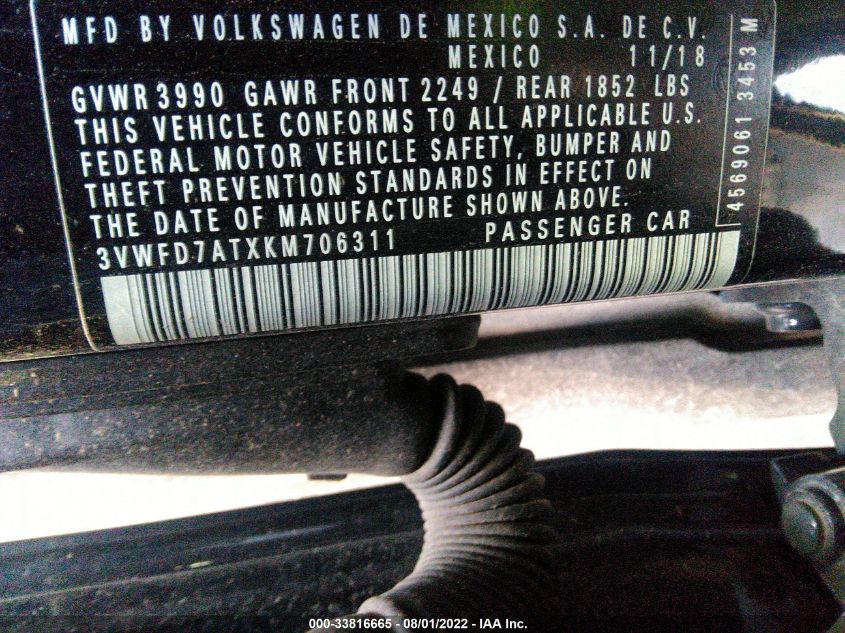 MFD BY VOLKSWAGEN DE MEXICO S.A. DE C.V.
MEXICO 11/18
GVWR 3990 GAWR FRONT 2249 / REAR 1852 LBS
THIS VEHICLE CONFORMS TO ALL APPLICABLE U.S.
FEDERAL MOTOR VEHICLE SAFETY, BUMPER AND
THEFT PREVENTION STANDARDS IN EFFECT ON
THE DATE OF MANUFACTURE SHOWN ABOVE.
3VWFD7ATXKM706311 PASSENGER CAR
4569061 3453 M
000-33816665 - 08/01/2022 - IAA Inc.